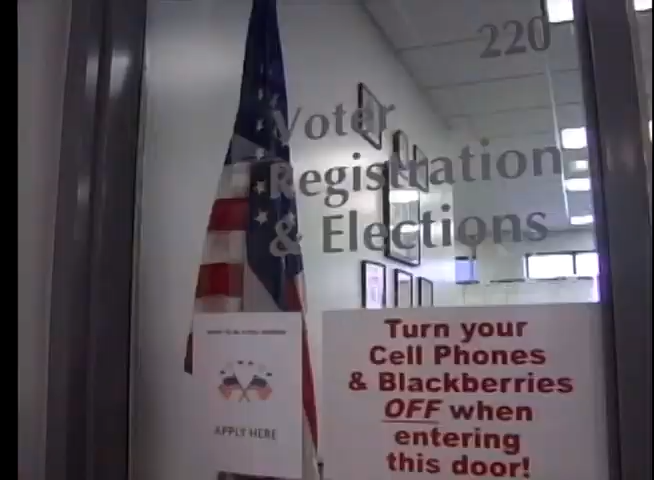 220
Voter
Registration
& Elections
APPLY HERE
Turn your
Cell Phones
& Blackberries
OFF when
entering
this door!